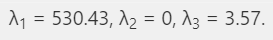 λ₁ = 530.43, λ₂ = 0, λ₃ = 3.57.